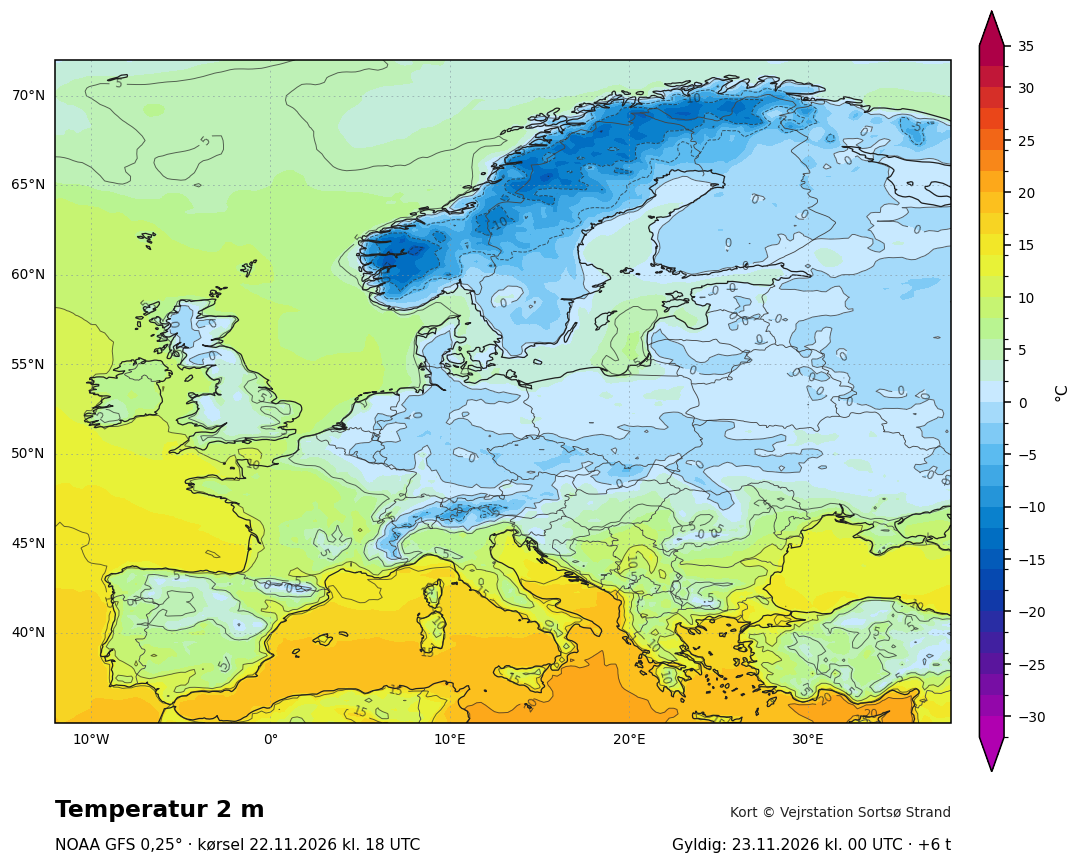 70°N
65°N
60°N
55°N
50°N
45°N
40°N
10°W
0°
10°E
20°E
30°E
35
30
25
20
15
10
5
0
−5
−10
−15
−20
−25
−30
°C
Temperatur 2 m
Kort © Vejrstation Sortsø Strand
NOAA GFS 0,25° · kørsel 22.11.2026 kl. 18 UTC
Gyldig: 23.11.2026 kl. 00 UTC · +6 t